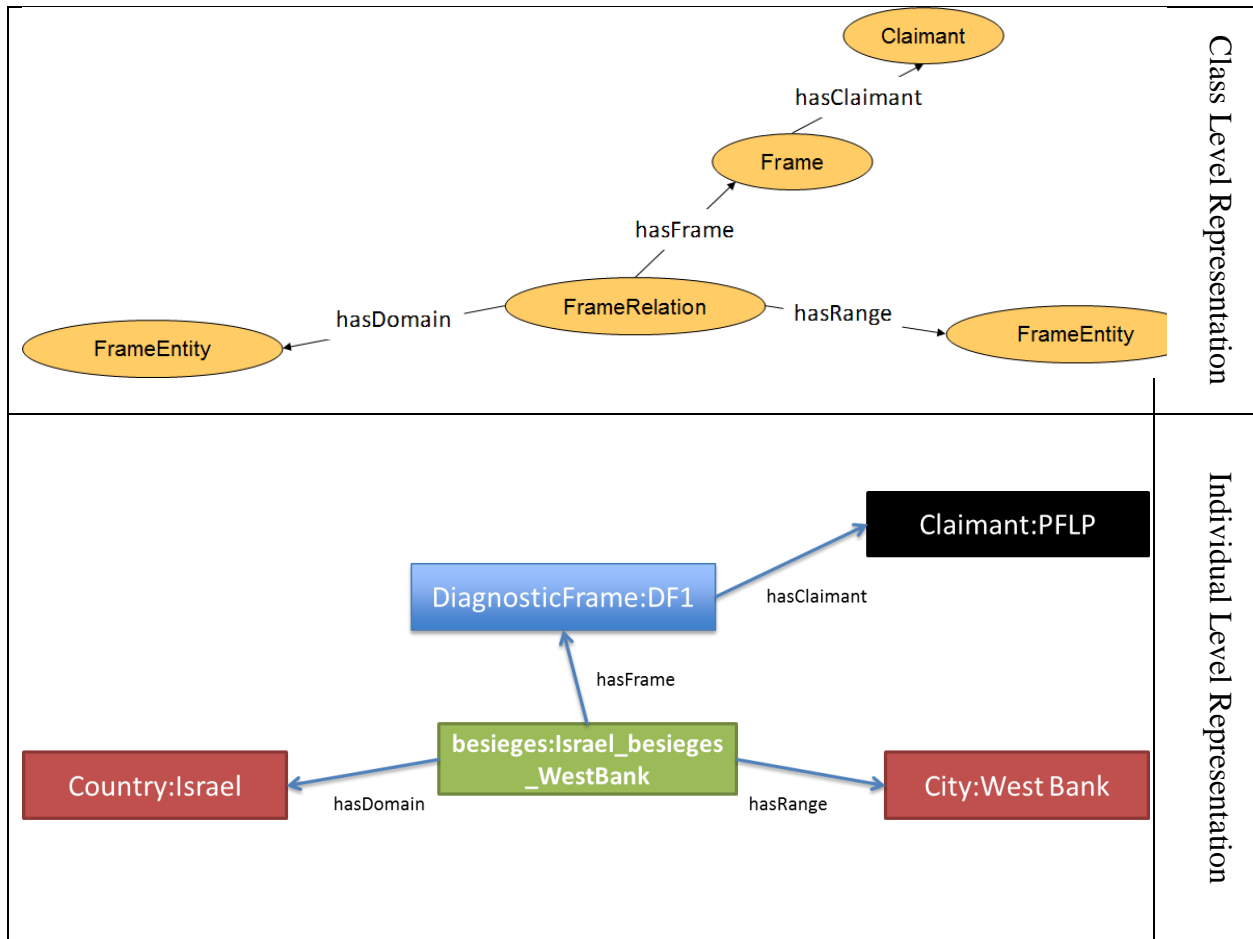 Claimant
hasClaimant
Frame
hasFrame
FrameRelation
hasDomain
hasRange
FrameEntity
FrameEntity
Class Level Representation
Claimant:PFLP
DiagnosticFrame:DF1
hasClaimant
hasFrame
besieges:Israel_besieges
_WestBank
Country:Israel
City:West Bank
hasDomain
hasRange
Individual Level Representation